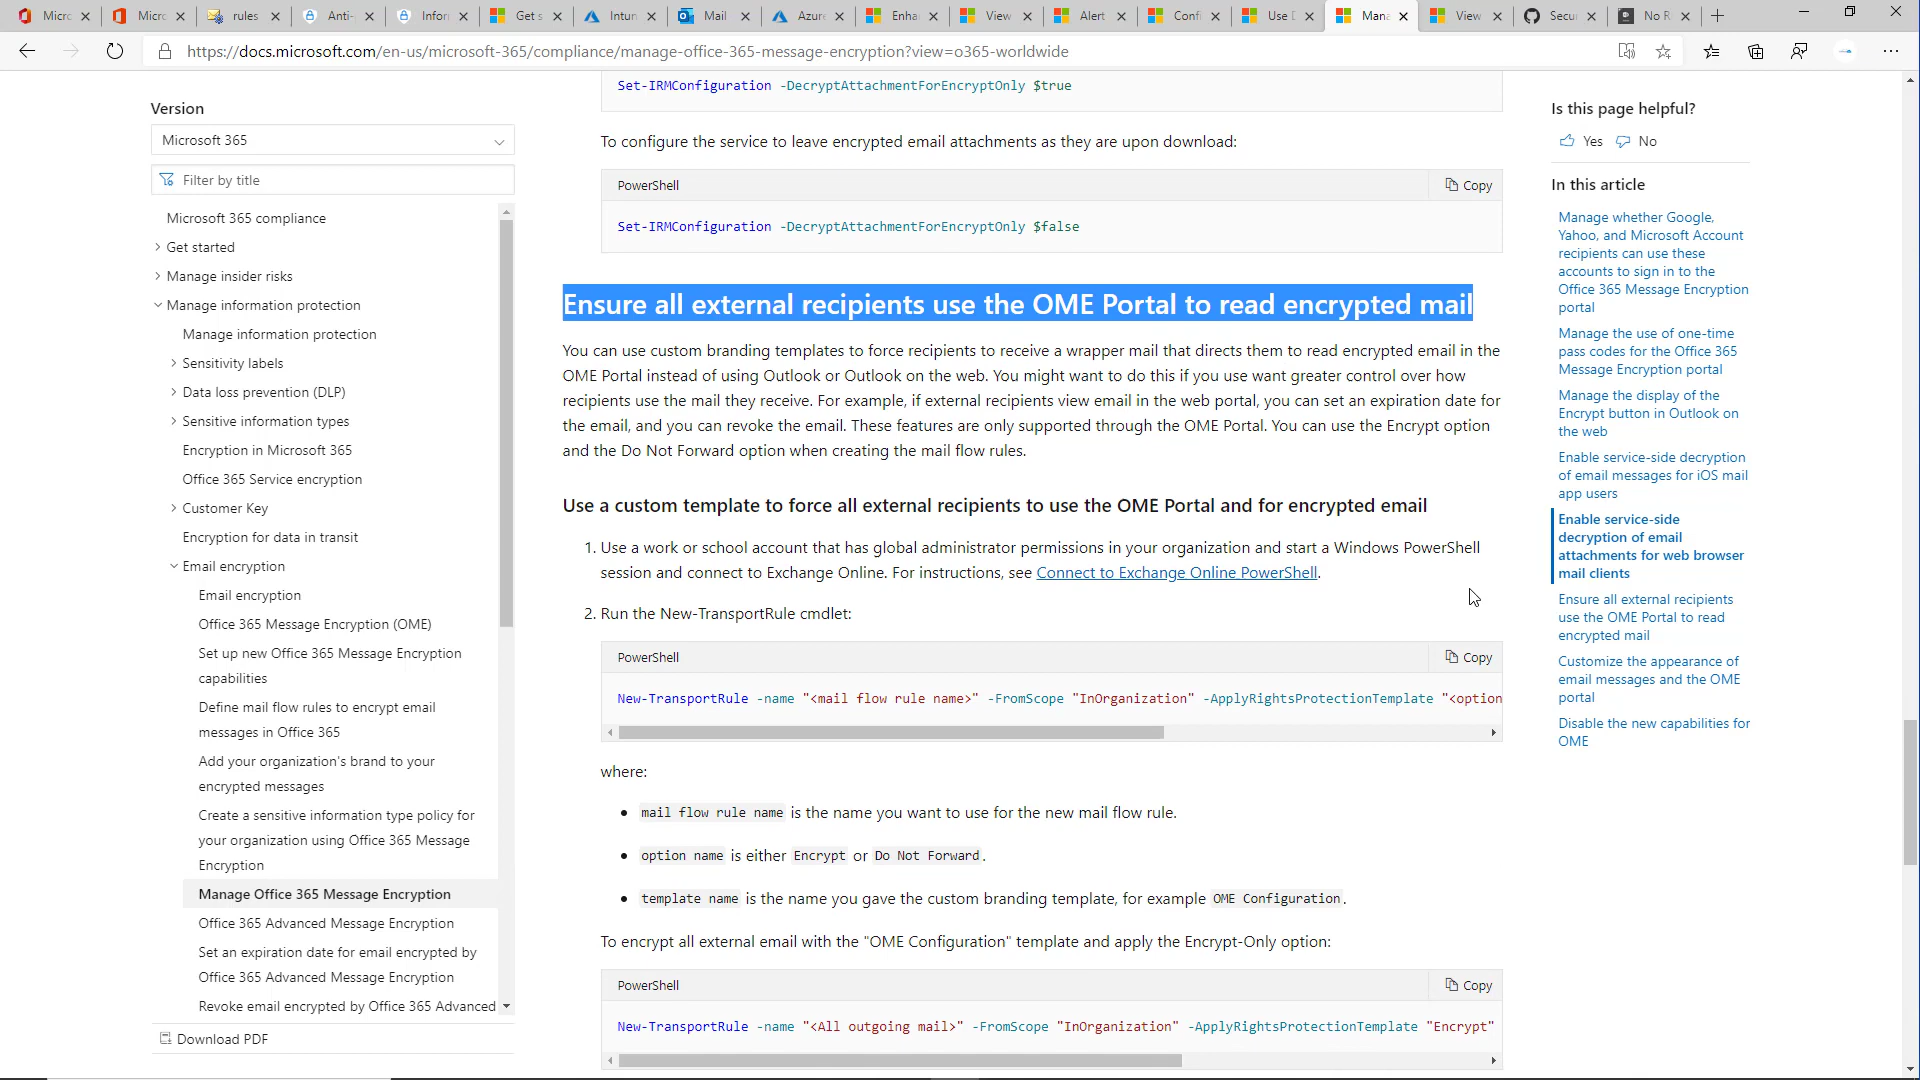 Micro
Micro
rules
Anti-
Infor
Get s
Intun
Mail
Azure
Enha
View
Alert
Confi
Use D
Mana
View
Secu
No R
https://docs.microsoft.com/en-us/microsoft-365/compliance/manage-office-365-message-encryption?view=o365-worldwide
Version
Microsoft 365
Filter by title
Microsoft 365 compliance
Get started
Manage insider risks
Manage information protection
Manage information protection
Sensitivity labels
Data loss prevention (DLP)
Sensitive information types
Encryption in Microsoft 365
Office 365 Service encryption
Customer Key
Encryption for data in transit
Email encryption
Email encryption
Office 365 Message Encryption (OME)
Set up new Office 365 Message Encryption
capabilities
Define mail flow rules to encrypt email
messages in Office 365
Add your organization's brand to your
encrypted messages
Create a sensitive information type policy for
your organization using Office 365 Message
Encryption
Manage Office 365 Message Encryption
Office 365 Advanced Message Encryption
Set an expiration date for email encrypted by
Office 365 Advanced Message Encryption
Revoke email encrypted by Office 365 Advanced
Download PDF
Set-IRMConfiguration -DecryptAttachmentForEncryptOnly $true
To configure the service to leave encrypted email attachments as they are upon download:
PowerShell
Copy
Set-IRMConfiguration -DecryptAttachmentForEncryptOnly $false
Ensure all external recipients use the OME Portal to read encrypted mail
You can use custom branding templates to force recipients to receive a wrapper mail that directs them to read encrypted email in the
OME Portal instead of using Outlook or Outlook on the web. You might want to do this if you use want greater control over how
recipients use the mail they receive. For example, if external recipients view email in the web portal, you can set an expiration date for
the email, and you can revoke the email. These features are only supported through the OME Portal. You can use the Encrypt option
and the Do Not Forward option when creating the mail flow rules.
Use a custom template to force all external recipients to use the OME Portal and for encrypted email
1. Use a work or school account that has global administrator permissions in your organization and start a Windows PowerShell
session and connect to Exchange Online. For instructions, see Connect to Exchange Online PowerShell.
2. Run the New-TransportRule cmdlet:
PowerShell
Copy
New-TransportRule -name "<mail flow rule name>" -FromScope "InOrganization" -ApplyRightsProtectionTemplate "<option
where:
• mail flow rule name is the name you want to use for the new mail flow rule.
• option name is either Encrypt or Do Not Forward.
• template name is the name you gave the custom branding template, for example OME Configuration.
To encrypt all external email with the "OME Configuration" template and apply the Encrypt-Only option:
PowerShell
Copy
New-TransportRule -name "<All outgoing mail>" -FromScope "InOrganization" -ApplyRightsProtectionTemplate "Encrypt"
Is this page helpful?
Yes
No
In this article
Manage whether Google,
Yahoo, and Microsoft Account
recipients can use these
accounts to sign in to the
Office 365 Message Encryption
portal
Manage the use of one-time
pass codes for the Office 365
Message Encryption portal
Manage the display of the
Encrypt button in Outlook on
the web
Enable service-side decryption
of email messages for iOS mail
app users
Enable service-side
decryption of email
attachments for web browser
mail clients
Ensure all external recipients
use the OME Portal to read
encrypted mail
Customize the appearance of
email messages and the OME
portal
Disable the new capabilities for
OME